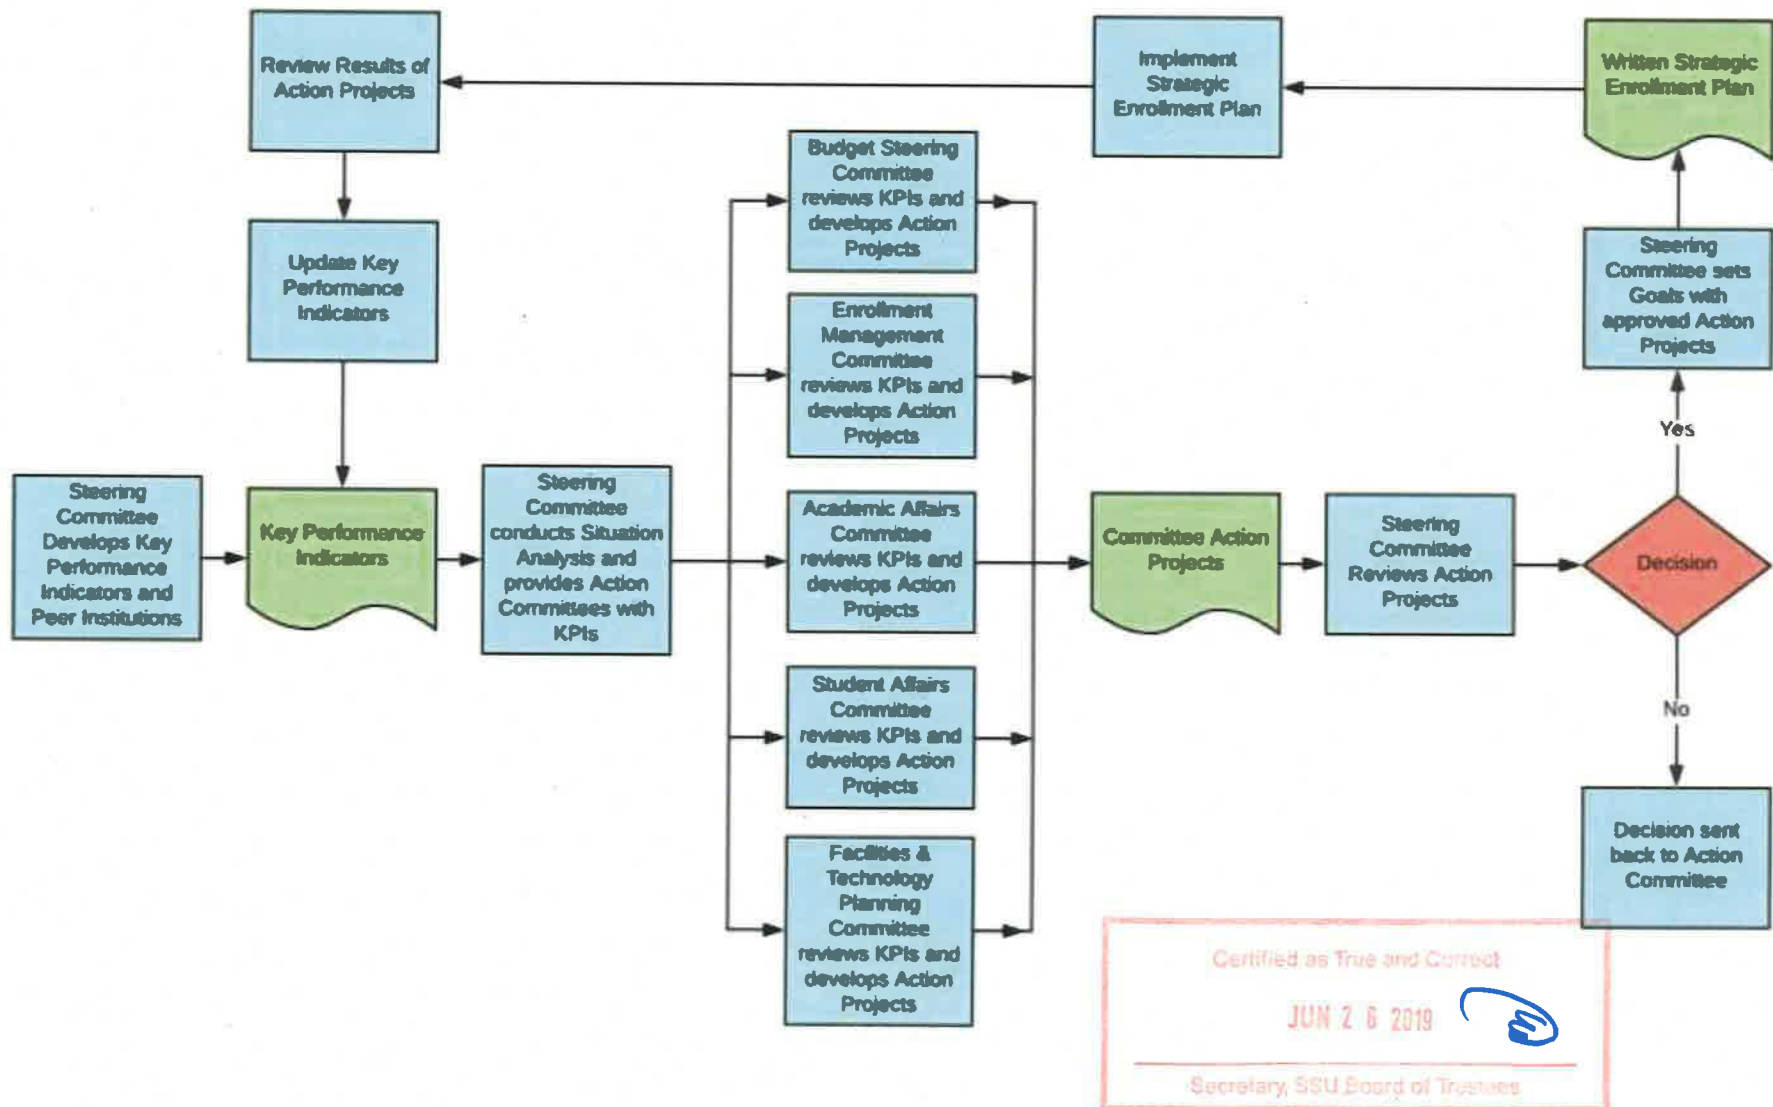 Review Results of
Action Projects
Implement
Strategic
Enrollment Plan
Written Strategic
Enrollment Plan
Update Key
Performance
Indicators
Budget Steering
Committee
reviews KPIs and
develops Action
Projects
Enrollment
Management
Committee
reviews KPIs and
develops Action
Projects
Steering
Committee sets
Goals with
approved Action
Projects
Yes
Steering
Committee
Develops Key
Performance
Indicators and
Peer Institutions
Key Performance
Indicators
Steering
Committee
conducts Situation
Analysis and
provides Action
Committees with
KPIs
Academic Affairs
Committee
reviews KPIs and
develops Action
Projects
Committee Action
Projects
Steering
Committee
Reviews Action
Projects
Decision
Student Affairs
Committee
reviews KPIs and
develops Action
Projects
No
Facilities &
Technology
Planning
Committee
reviews KPIs and
develops Action
Projects
Decision sent
back to Action
Committee
Certified as True and Correct
JUN 26 2019
Secretary, SSU Board of Trustees